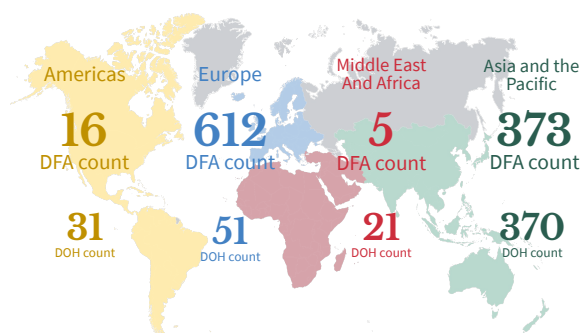 Americas
16
DFA count
31
DOH count
Europe
612
DFA count
51
DOH count
Middle East
And Africa
5
DFA count
21
DOH count
Asia and the
Pacific
373
DFA count
370
DOH count